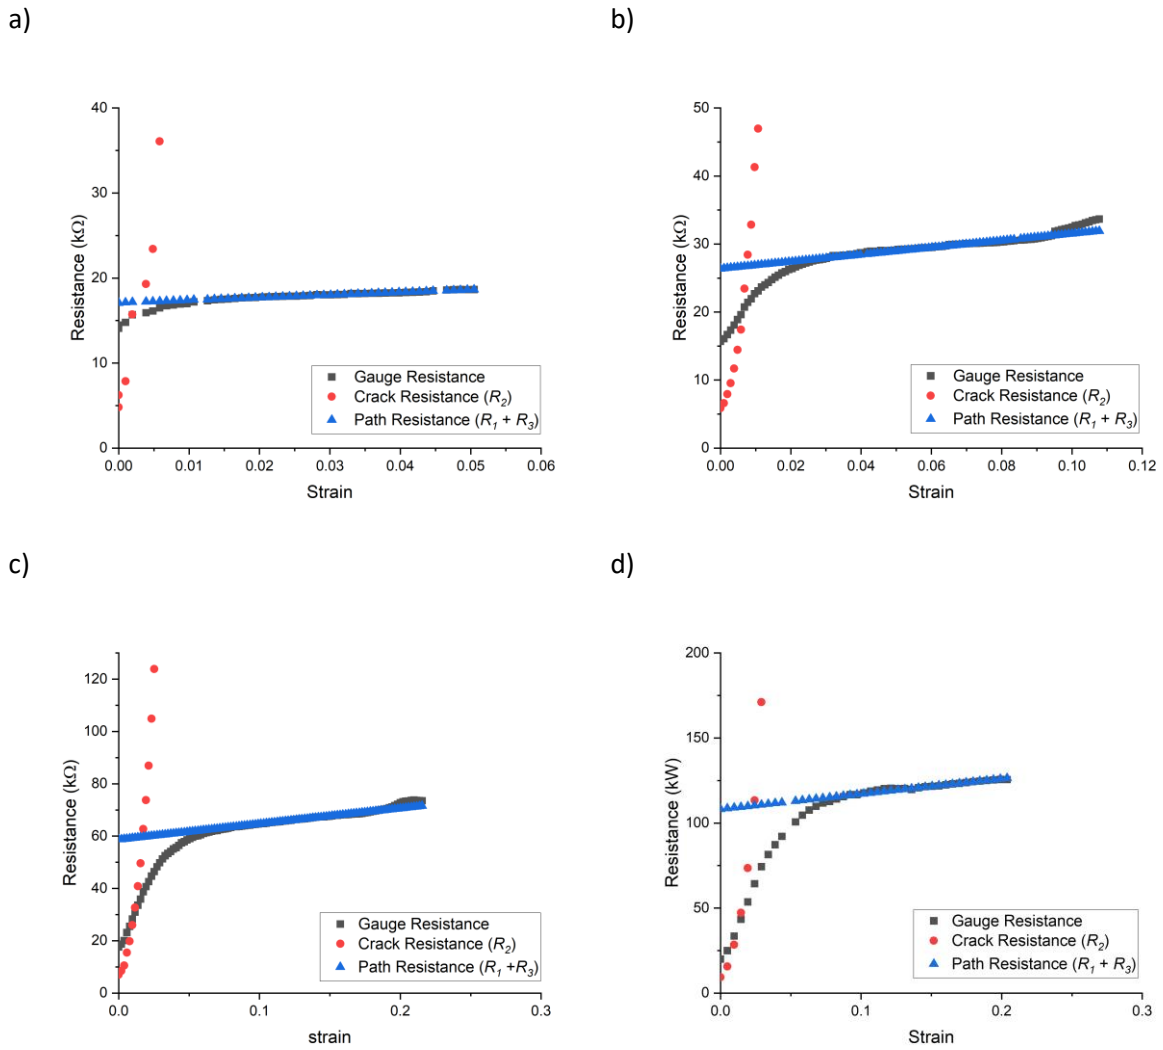 a)
40
35
30
25
20
15
10
5
0
Resistance (kΩ)
Gauge Resistance
Crack Resistance (R2)
Path Resistance (R1 + R3)
0.00 0.01 0.02 0.03 0.04 0.05 0.06
Strain
b)
50
40
30
20
10
0
Resistance (kΩ)
Gauge Resistance
Crack Resistance (R2)
Path Resistance (R1 + R3)
0.00 0.02 0.04 0.06 0.08 0.10 0.12
Strain
c)
120
100
80
60
40
20
0
Resistance (kΩ)
Gauge Resistance
Crack Resistance (R2)
Path Resistance (R1 +R3)
0.0 0.1 0.2 0.3
strain
d)
200
150
100
50
0
Resistance (kW)
Gauge Resistance
Crack Resistance (R2)
Path Resistance (R1 + R3)
0.0 0.1 0.2 0.3
Strain